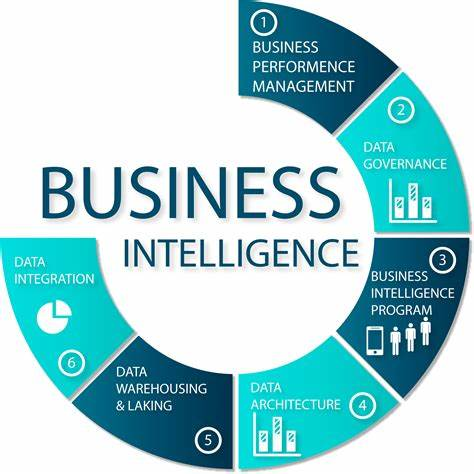 BUSINESS
INTELLIGENCE
1
BUSINESS
PERFORMENCE
MANAGEMENT
2
DATA
GOVERNANCE
3
BUSINESS
INTELLIGENCE
PROGRAM
DATA
ARCHITECTURE
4
DATA
WAREHOUSING
& LAKING
5
DATA
INTEGRATION
6